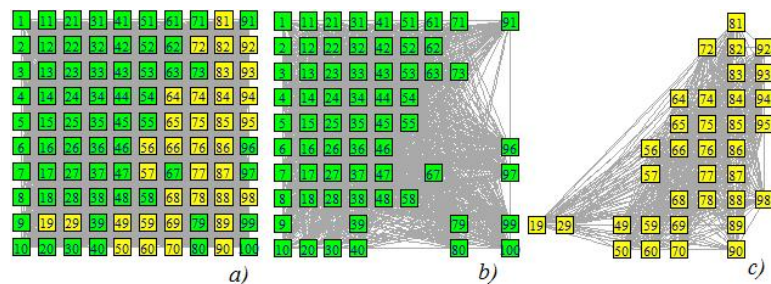 1 11 21 31 41 51 61 71 81 91
2 12 22 32 42 52 62 72 82 92
3 13 23 33 43 53 63 73 83 93
4 14 24 34 44 54 64 74 84 94
5 15 25 35 45 55 65 75 85 95
6 16 26 36 46 56 66 76 86 96
7 17 27 37 47 57 67 77 87 97
8 18 28 38 48 58 68 78 88 98
9 19 29 39 49 59 69 79 89 99
10 20 30 40 50 60 70 80 90 100
a)
1 11 21 31 41 51 61 71 91
2 12 22 32 42 52 62
3 13 23 33 43 53 63 73
4 14 24 34 44 54
5 15 25 35 45 55
6 16 26 36 46 96
7 17 27 37 47 67 97
8 18 28 38 48 58
9 39 79 99
10 20 30 40 80 100
b)
81
72 82 92
83 93
64 74 84 94
65 75 85 95
56 66 76 86
57 77 87
68 78 88 98
19 29 49 59 69 89
50 60 70 90
c)